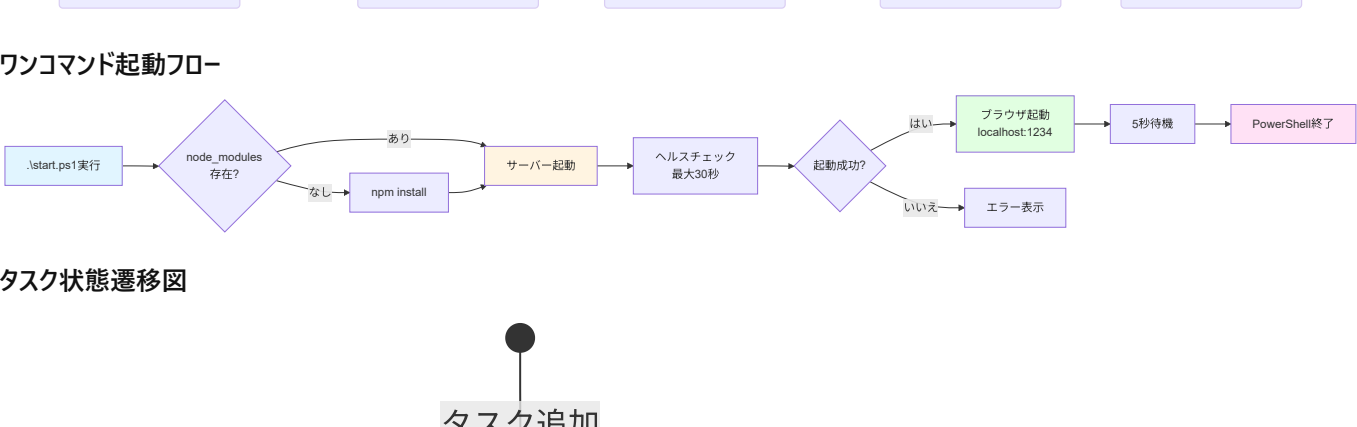 ワンコマンド起動フロー
.\start.ps1実行
node_modules
存在?
あり
なし
npm install
サーバー起動
ヘルスチェック
最大30秒
起動成功?
はい
いいえ
ブラウザ起動
localhost:1234
エラー表示
5秒待機
PowerShell終了
タスク状態遷移図
タスク追加